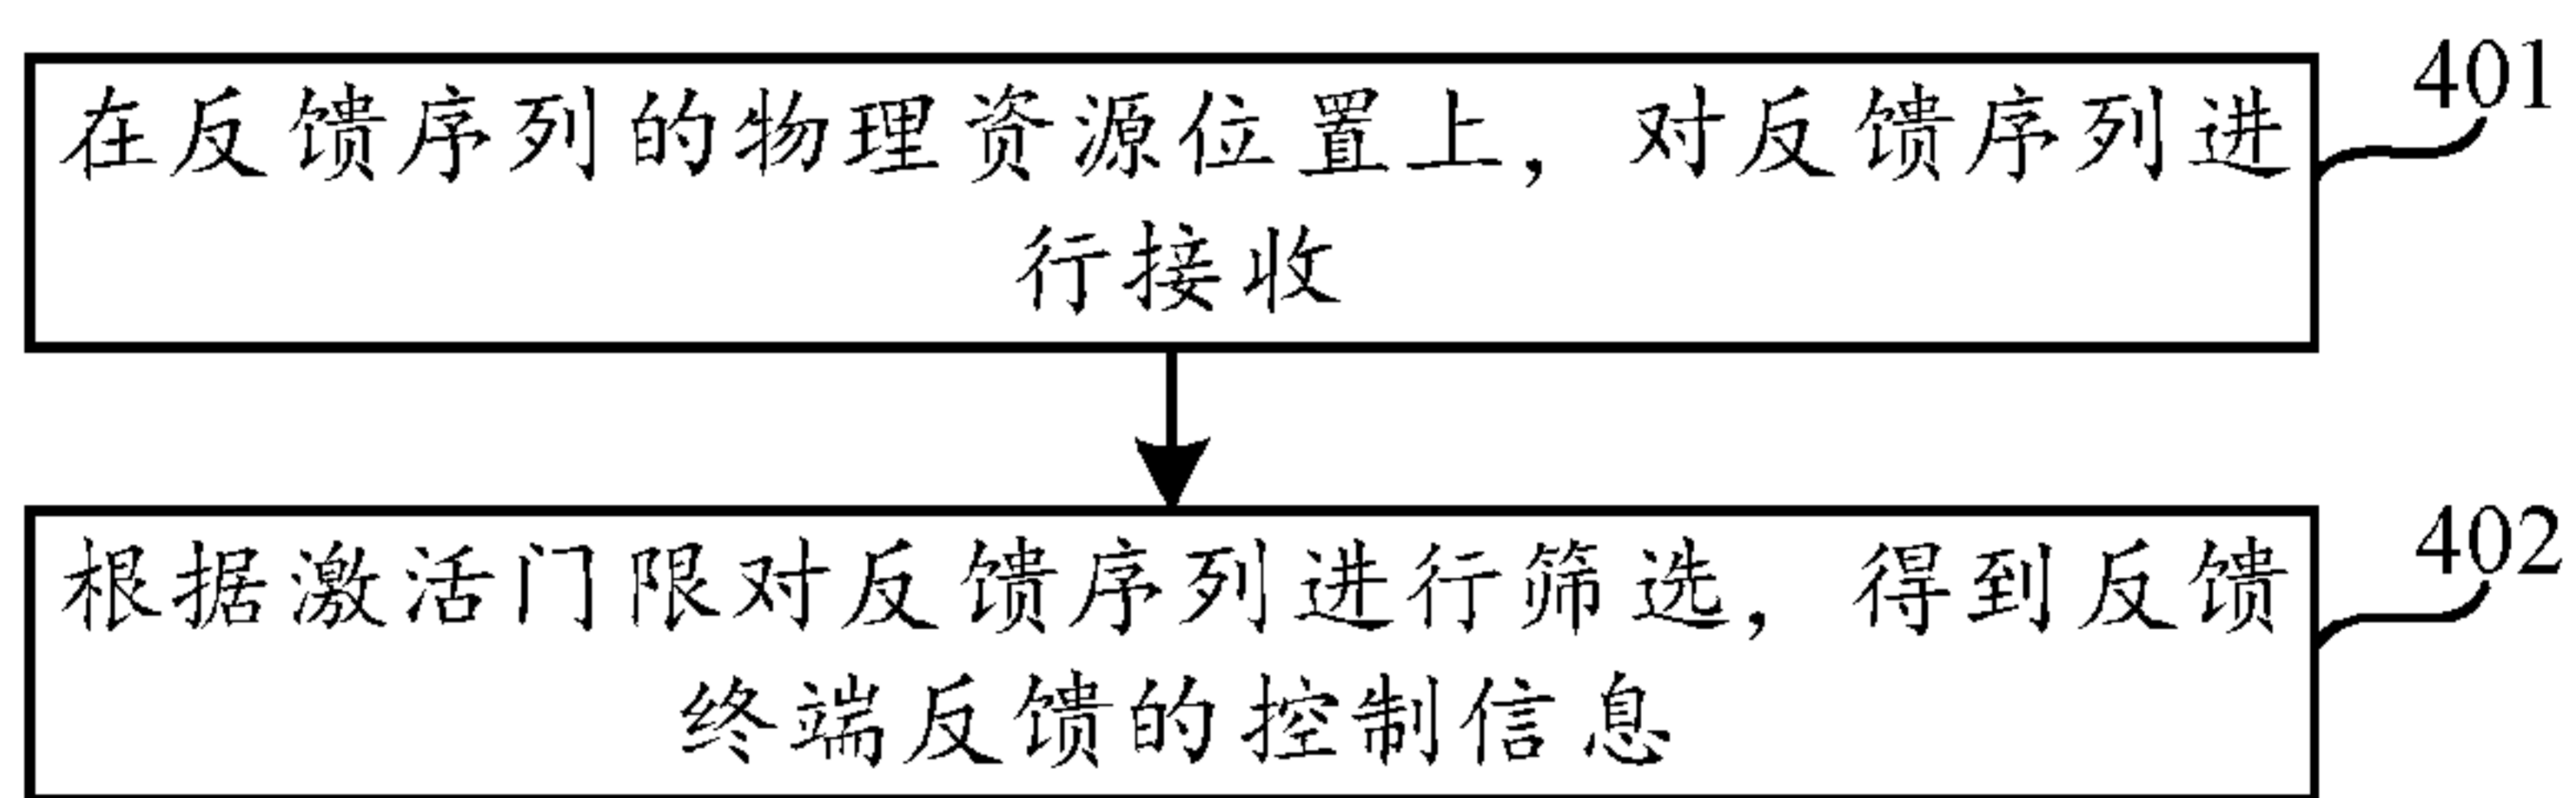 在反馈序列的物理资源位置上，对反馈序列进
401
行接收
根据激活门限对反馈序列进行筛选，得到反馈
402
终端反馈的控制信息